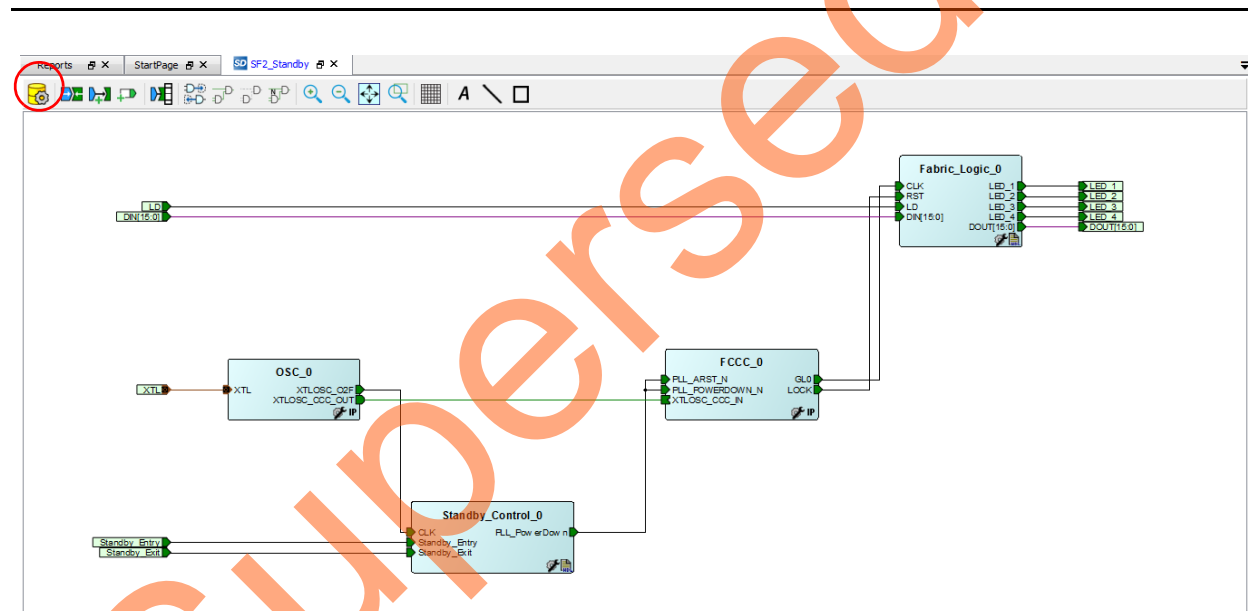 Reports StartPage SD SF2_Standby
A
Fabric_Logic_0
CLK LED_1
RST LED_2
LD LED_3
DIN[15:0] LED_4
DOUT[15:0]
LED_1
LED_2
LED_3
LED_4
DOUT[15:0]
LD
DIN[15:0]
OSC_0
XTL
XTL XTLOSC_O2F
XTLOSC_CCC_OUT
IP
FCCC_0
PLL_ARST_N GL0
PLL_POWERDOWN_N LOCK
XTLOSC_CCC_IN
IP
Standby_Control_0
CLK PLL_PowerDown
Standby_Entry
Standby_Exit
Standby_Entry
Standby_Exit
Supersed